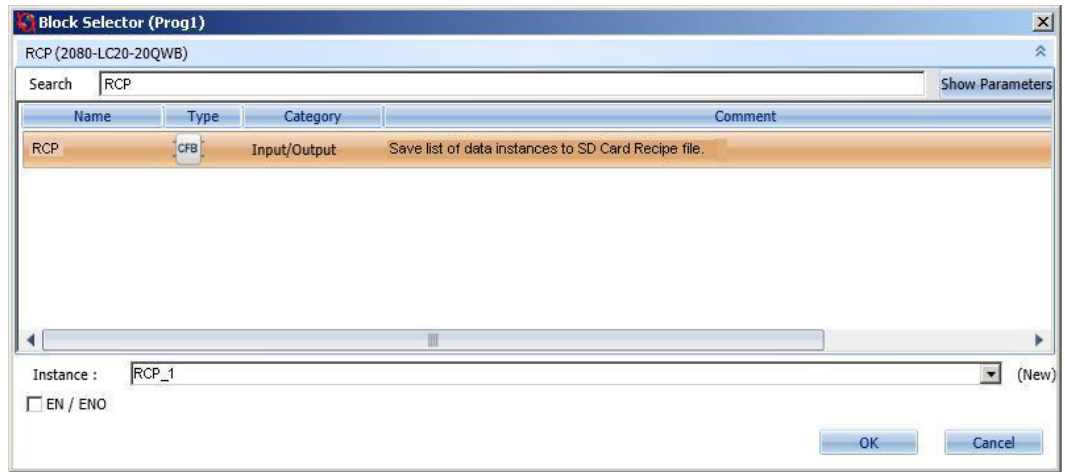 Block Selector (Prog1)
RCP (2080-LC20-20QWB)
Search RCP Show Parameters
Name Type Category Comment
RCP CFB Input/Output Save list of data instances to SD Card Recipe file.
Instance : RCP_1 (New)
EN / ENO
OK Cancel